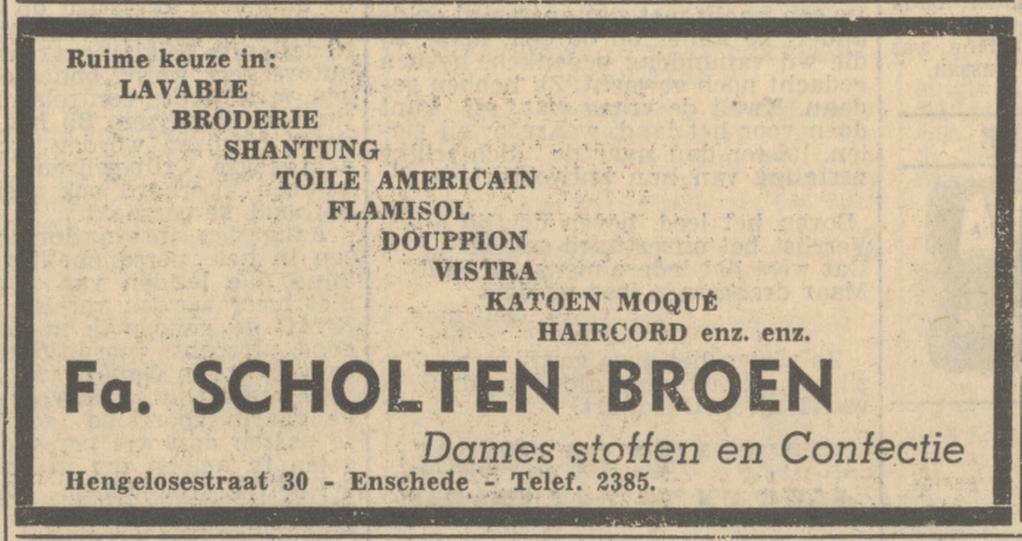 Ruime keuze in:
LAVABLE
BRODERIE
SHANTUNG
TOILE AMERICAIN
FLAMISOL
DOUPPION
VISTRA
KATOEN MOQUÉ
HAIRCORD enz. enz.
Fa. SCHOLTEN BROEN
Dames stoffen en Confectie
Hengelosestraat 30 - Enschede - Telef. 2385.